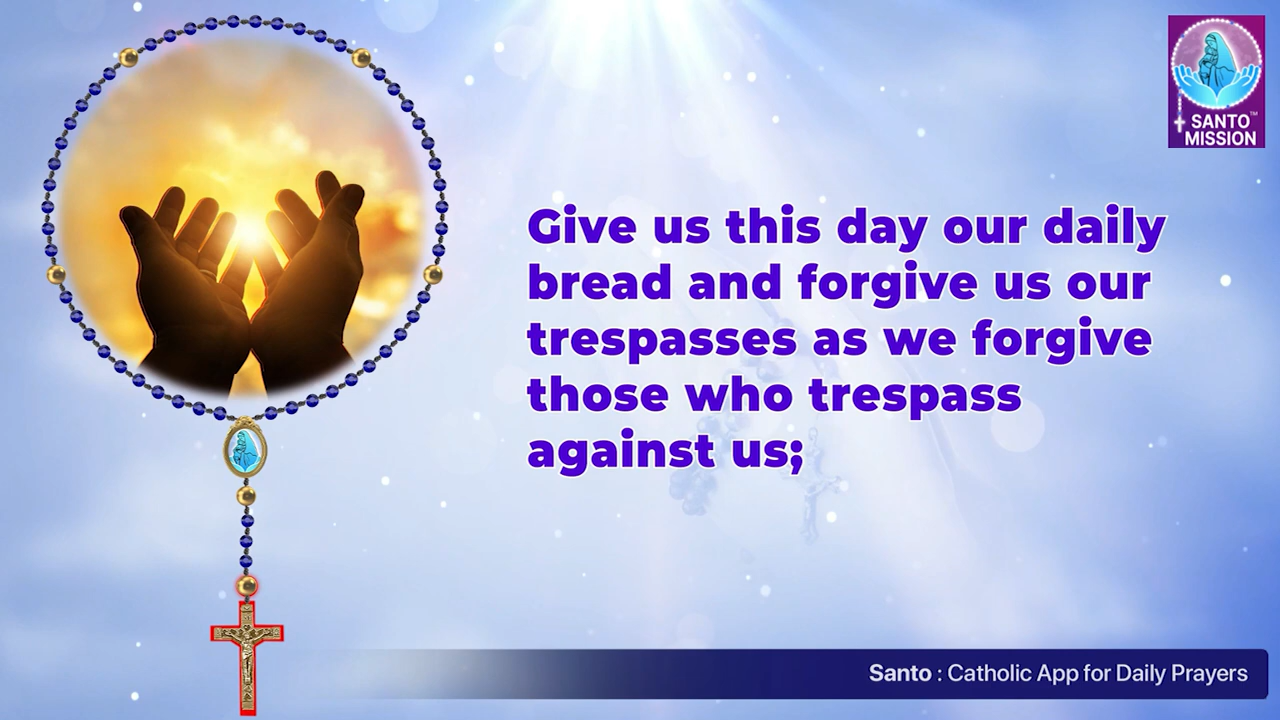 SANTO™
MISSION
Give us this day our daily
bread and forgive us our
trespasses as we forgive
those who trespass
against us;
Santo : Catholic App for Daily Prayers